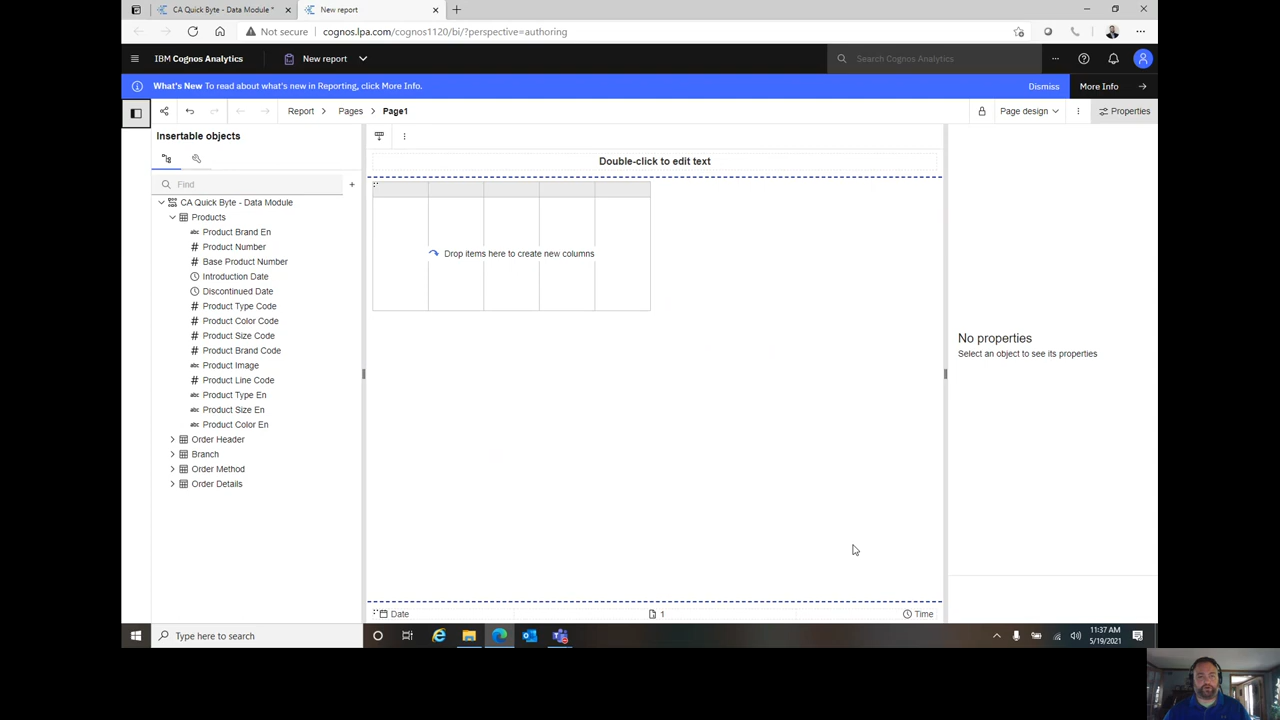 CA Quick Byte - Data Module *
New report
Not secure
cognos.lpa.com/cognos1120/bi/?perspective=authoring
IBM Cognos Analytics
New report
Search Cognos Analytics
What's New To read about what's new in Reporting, click More Info.
Dismiss
More Info
Report
Pages
Page1
Page design
Properties
Insertable objects
Find
CA Quick Byte - Data Module
Products
Product Brand En
Product Number
Base Product Number
Introduction Date
Discontinued Date
Product Type Code
Product Color Code
Product Size Code
Product Brand Code
Product Image
Product Line Code
Product Type En
Product Size En
Product Color En
Order Header
Branch
Order Method
Order Details
Double-click to edit text
Drop items here to create new columns
No properties
Select an object to see its properties
Date
1
Time
Type here to search
11:37 AM
5/19/2021